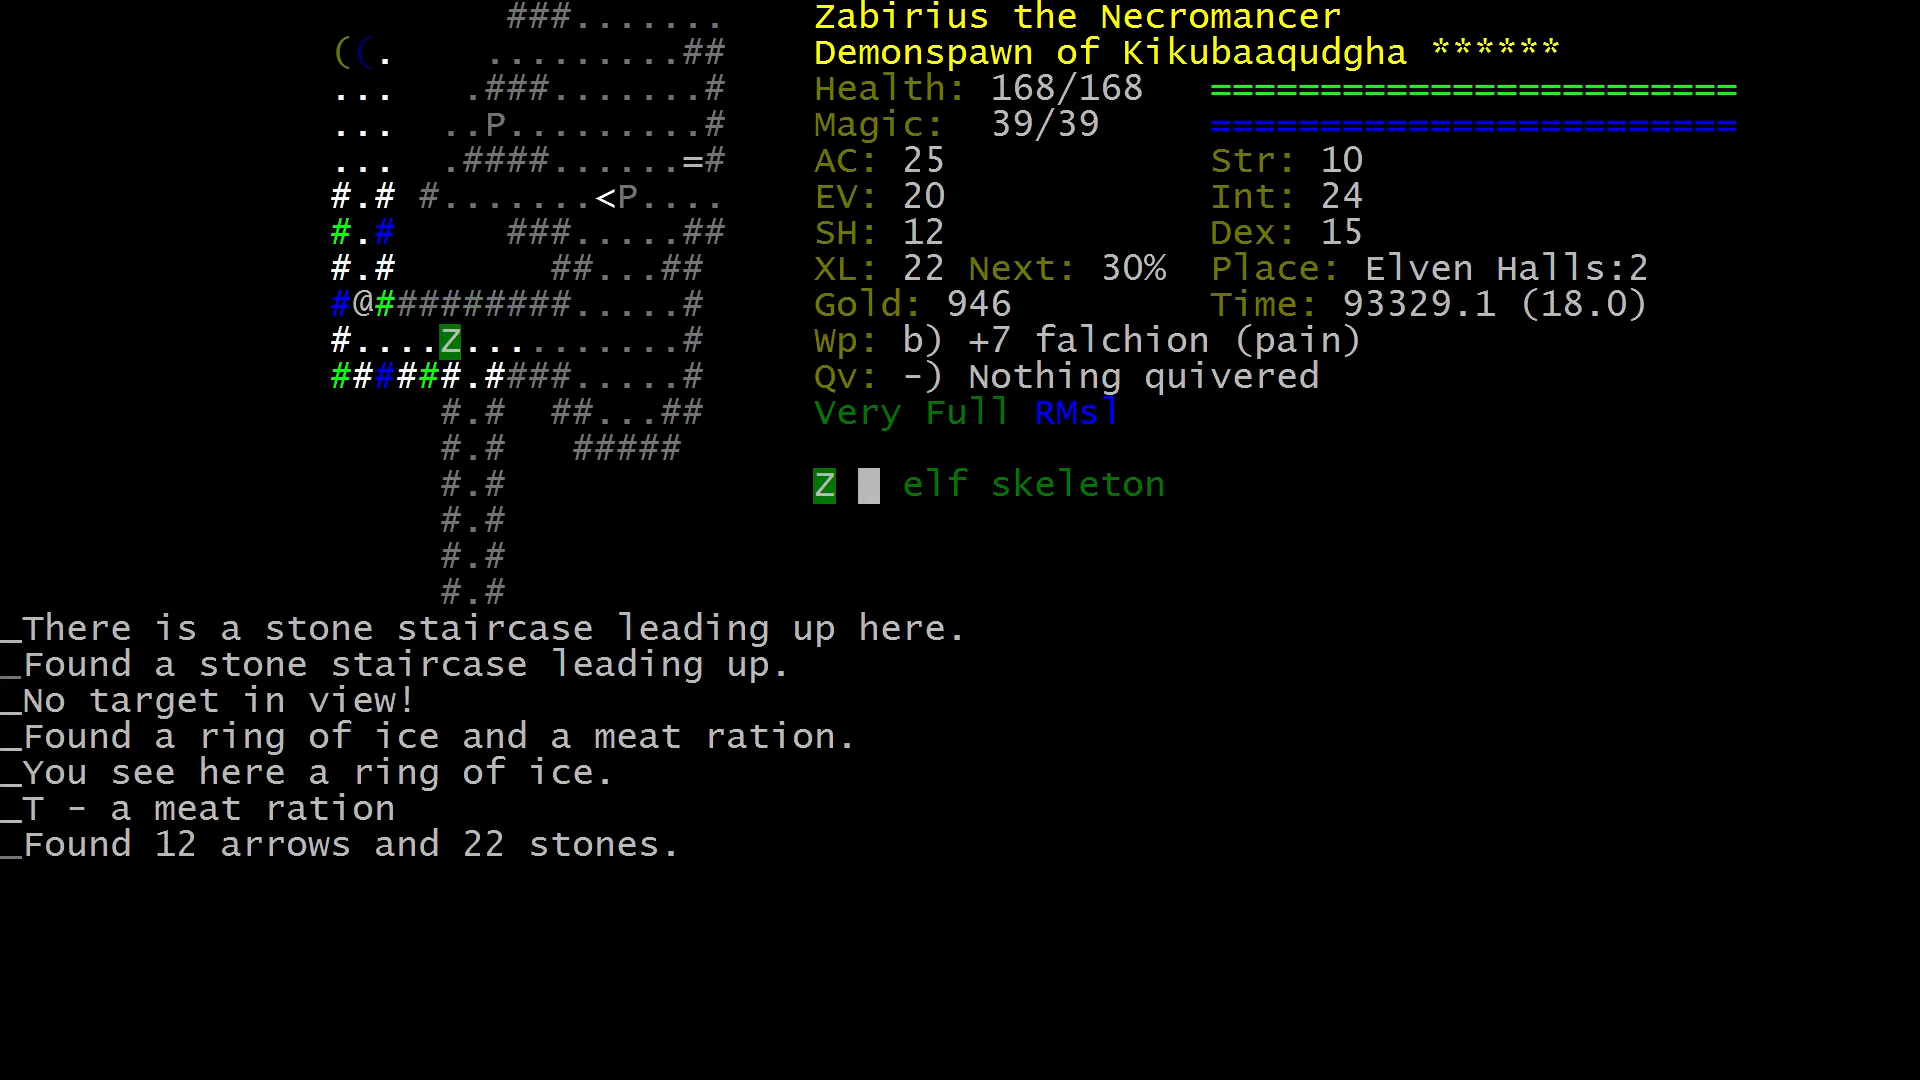 ###....... Zabirius the Necromancer
((. .........## Demonspawn of Kikubaaqudgha ******
... .###.......# Health: 168/168 ========================
... ..P.........# Magic: 39/39 ========================
... .####......=# AC: 25 Str: 10
#.# #.......<P.... EV: 20 Int: 24
#.# ###.....## SH: 12 Dex: 15
#.# ##...## XL: 22 Next: 30% Place: Elven Halls:2
#@#########.....# Gold: 946 Time: 93329.1 (18.0)
#....Z..........# Wp: b) +7 falchion (pain)
######.####.....# Qv: -) Nothing quivered
#.# ##...## Very Full RMsl
#.# #####
#.# Z elf skeleton
#.#
#.#
#.#
_There is a stone staircase leading up here.
_Found a stone staircase leading up.
_No target in view!
_Found a ring of ice and a meat ration.
_You see here a ring of ice.
_T - a meat ration
_Found 12 arrows and 22 stones.